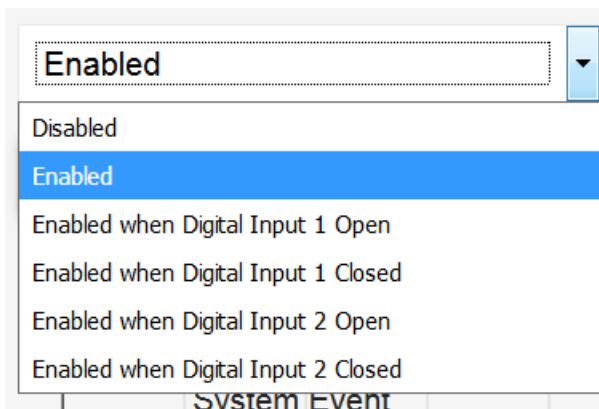 Enabled
Disabled
Enabled
Enabled when Digital Input 1 Open
Enabled when Digital Input 1 Closed
Enabled when Digital Input 2 Open
Enabled when Digital Input 2 Closed
System Event